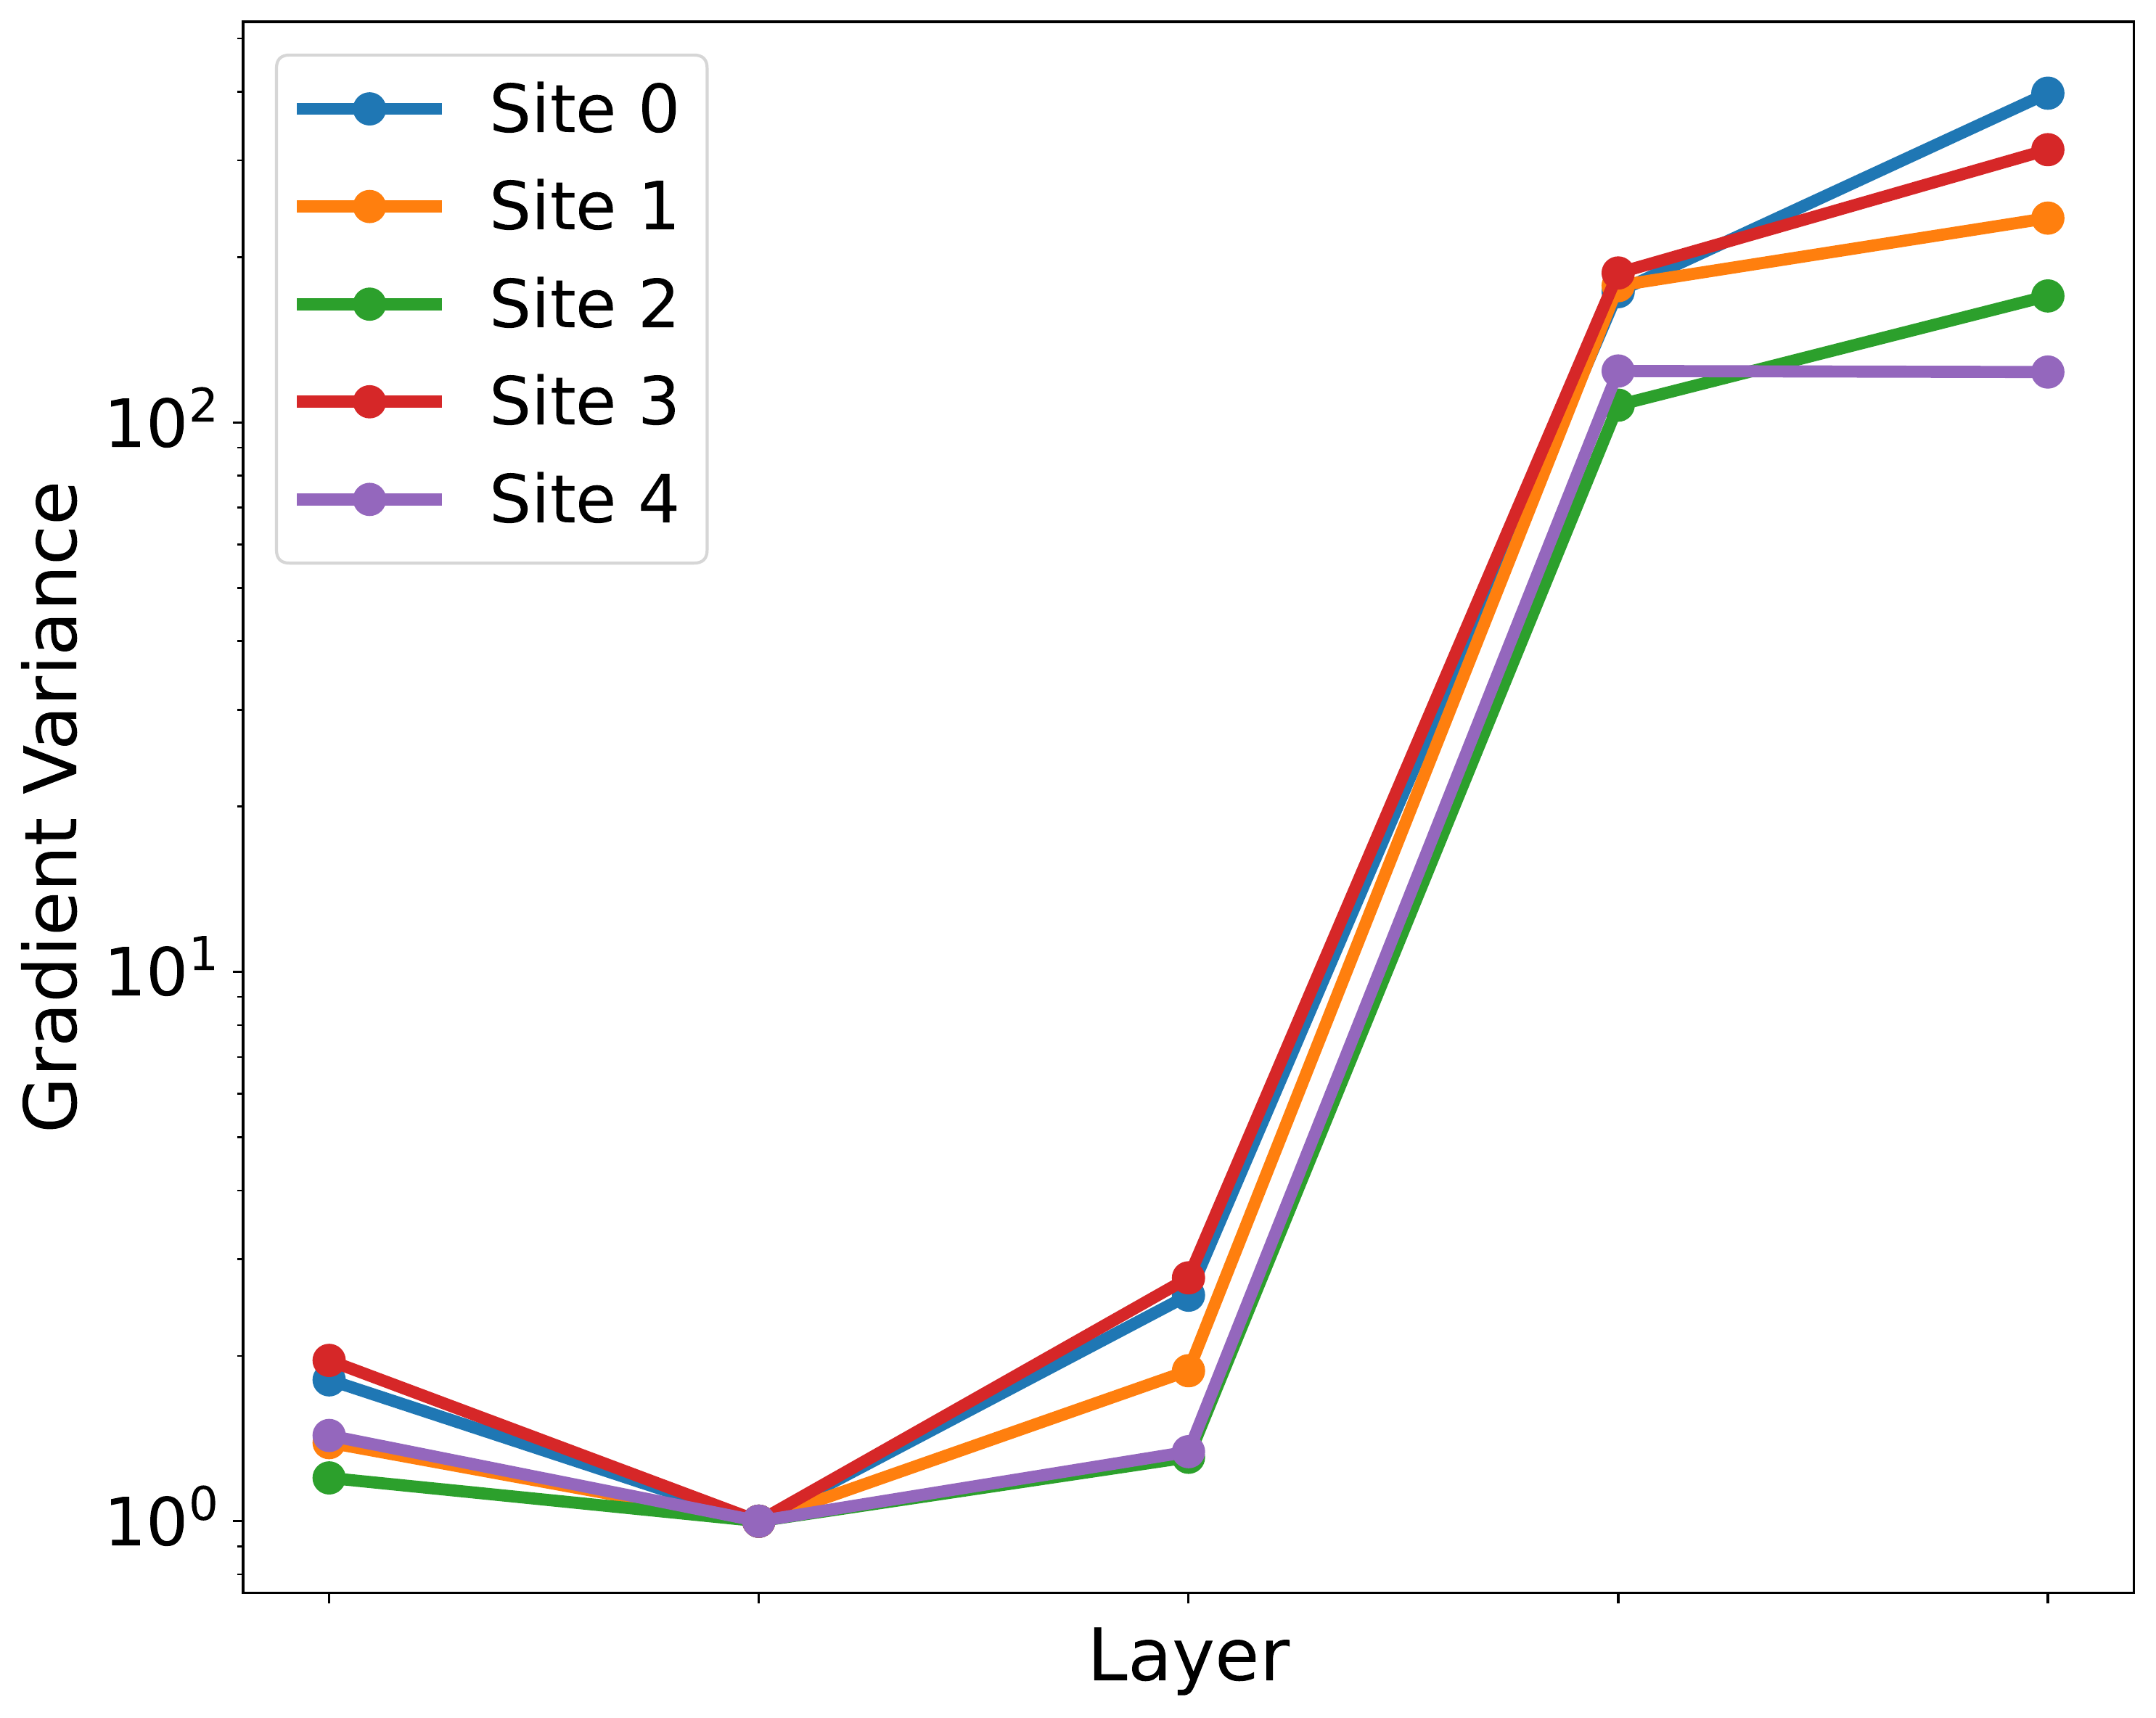 Site 0
Site 1
Site 2
Site 3
Site 4
10²
10¹
10⁰
Gradient Variance
Layer